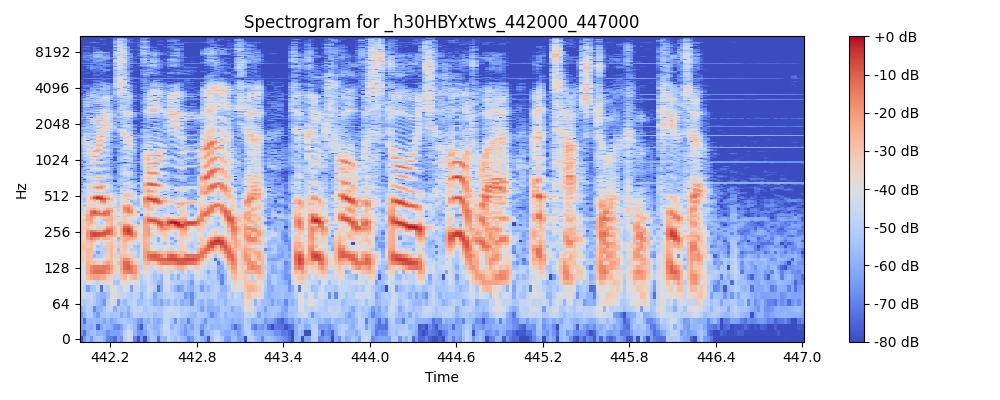 Spectrogram for _h30HBYxtws_442000_447000
8192
4096
2048
1024
512
256
128
64
0
Hz
442.2 442.8 443.4 444.0 444.6 445.2 445.8 446.4 447.0
Time
+0 dB
-10 dB
-20 dB
-30 dB
-40 dB
-50 dB
-60 dB
-70 dB
-80 dB